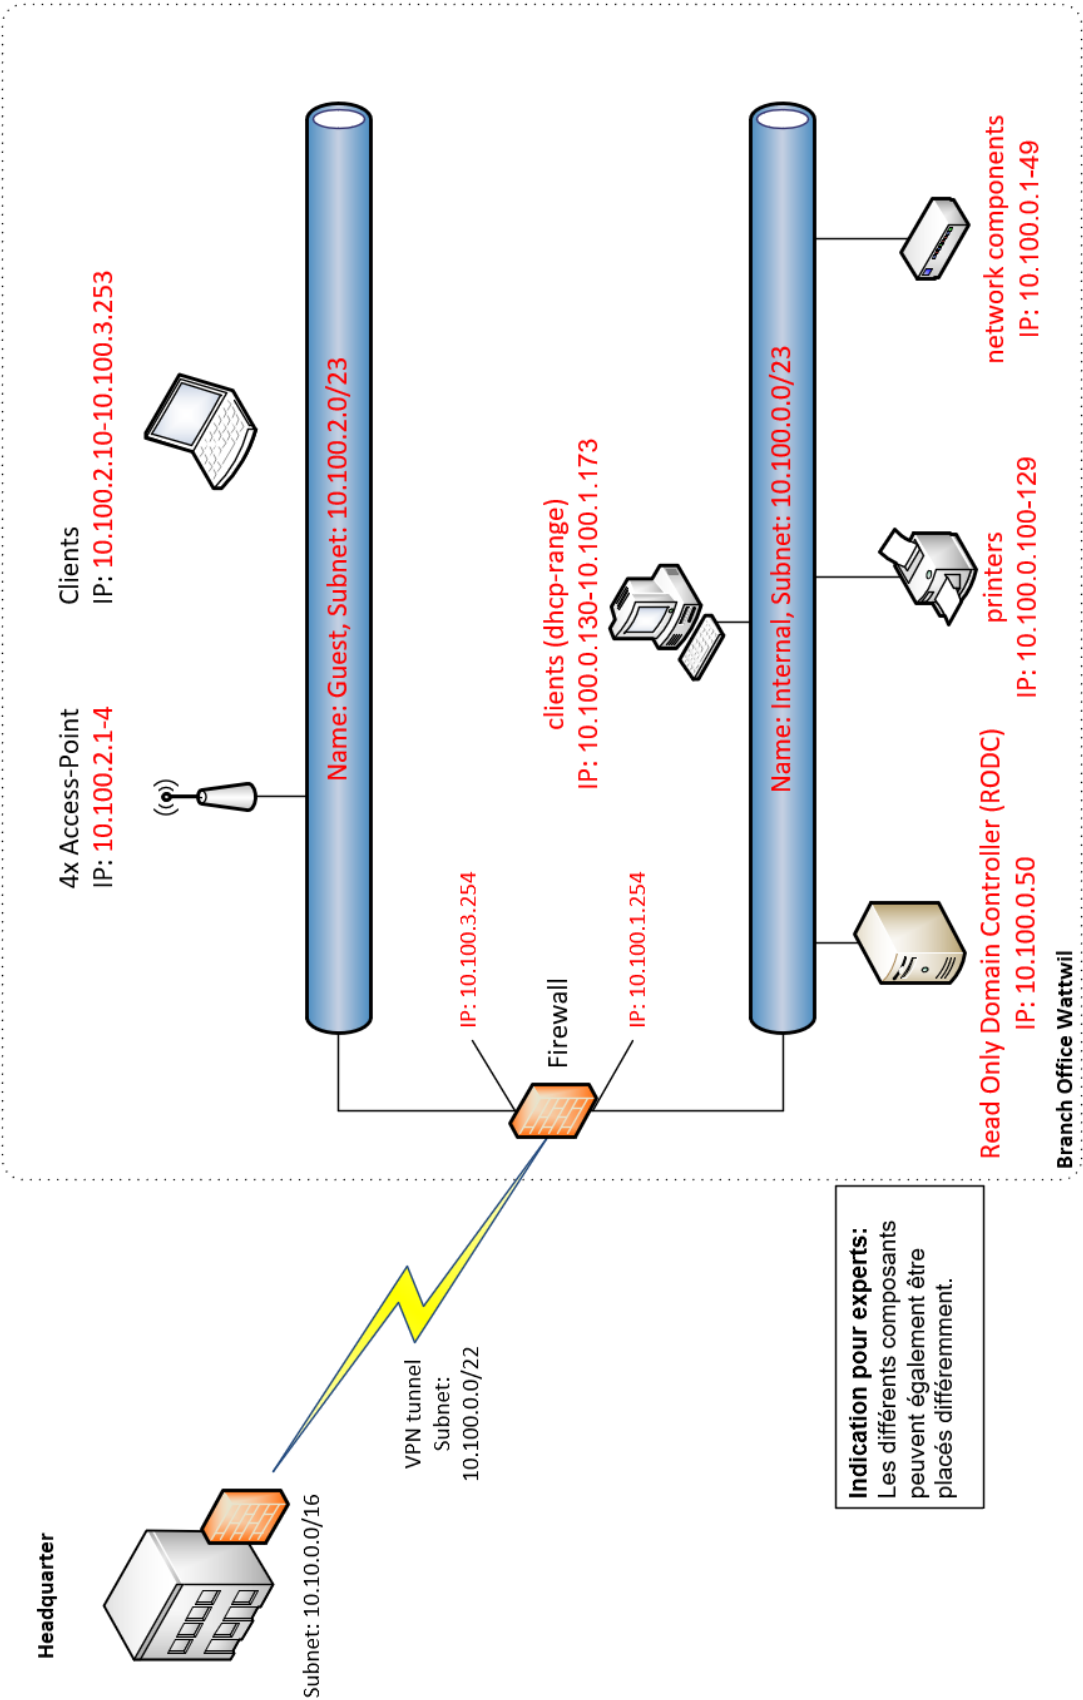 Headquarter
Subnet: 10.10.0.0/16
VPN tunnel
Subnet:
10.100.0.0/22
Indication pour experts:
Les différents composants
peuvent également être
placés différemment.
4x Access-Point
IP: 10.100.2.1-4
Clients
IP: 10.100.2.10-10.100.3.253
Name: Guest, Subnet: 10.100.2.0/23
IP: 10.100.3.254
Firewall
IP: 10.100.1.254
clients (dhcp-range)
IP: 10.100.0.130-10.100.1.173
Name: Internal, Subnet: 10.100.0.0/23
Read Only Domain Controller (RODC)
IP: 10.100.0.50
printers
IP: 10.100.0.100-129
network components
IP: 10.100.0.1-49
Branch Office Wattwil